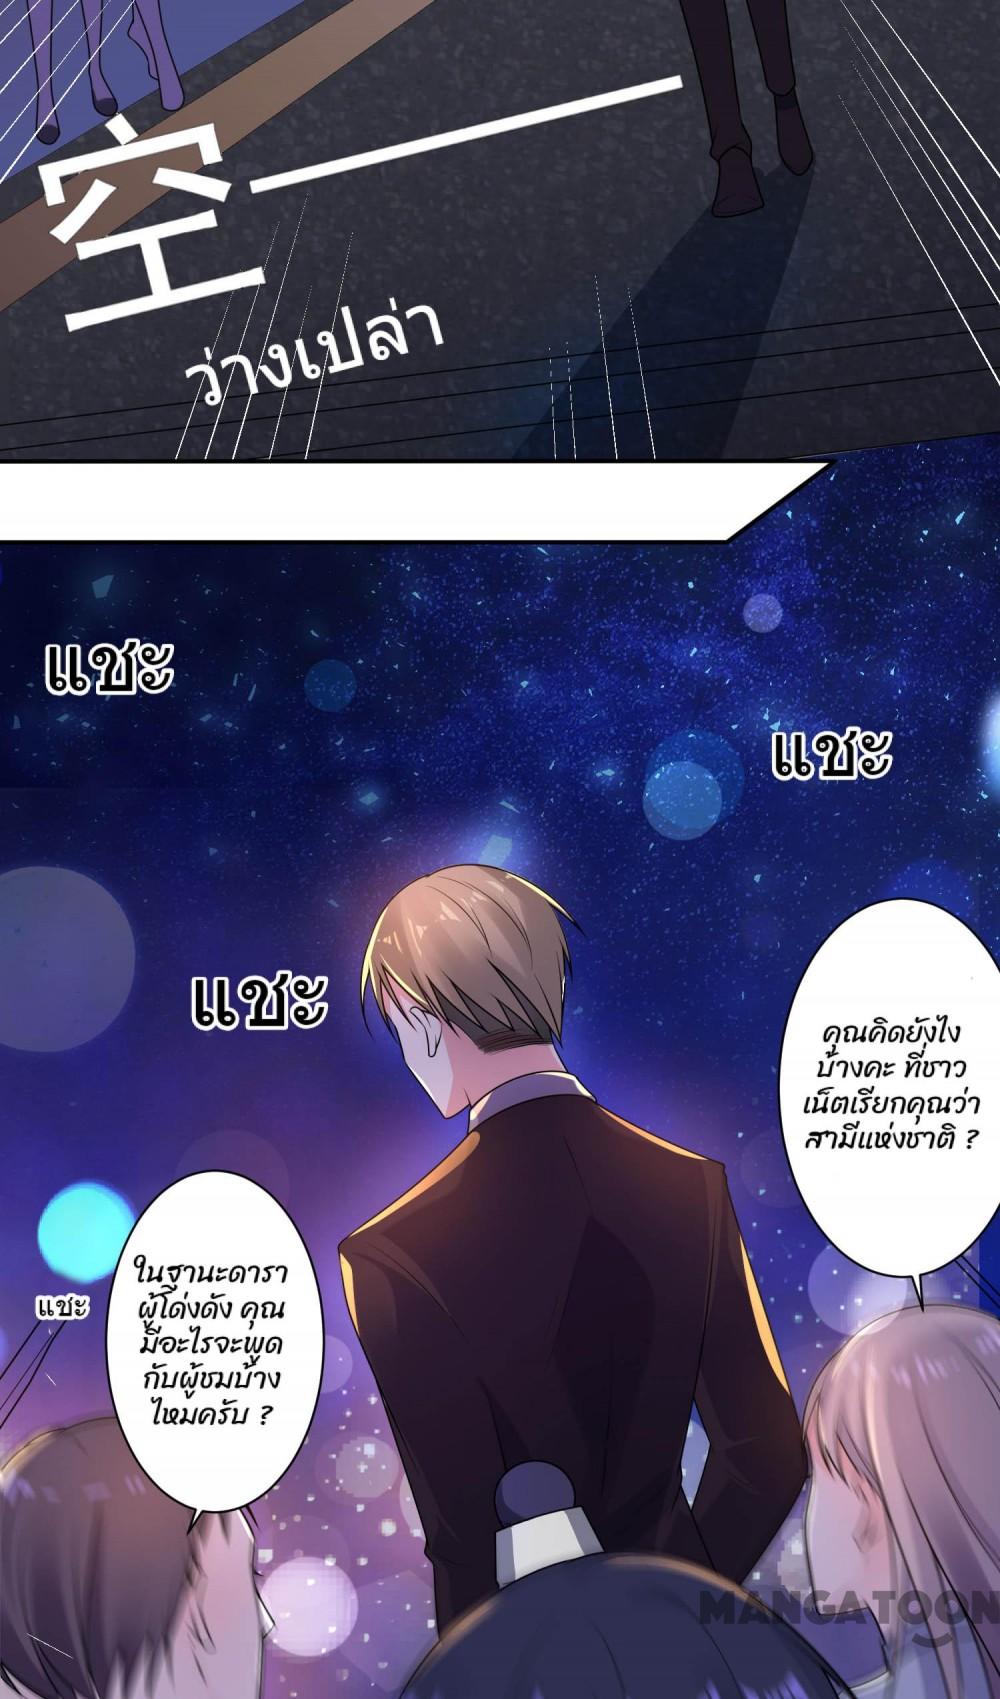 空——
ว่างเปล่า
แชะ
แชะ
แชะ
คุณคิดยังไง
บ้างคะ ที่ชาว
เน็ตเรียกคุณว่า
สามีแห่งชาติ ?
แชะ
ในฐานะดารา
ผู้โด่งดัง คุณ
มีอะไรจะพูด
กับผู้ชมบ้าง
ไหมครับ ?
MANGATOON